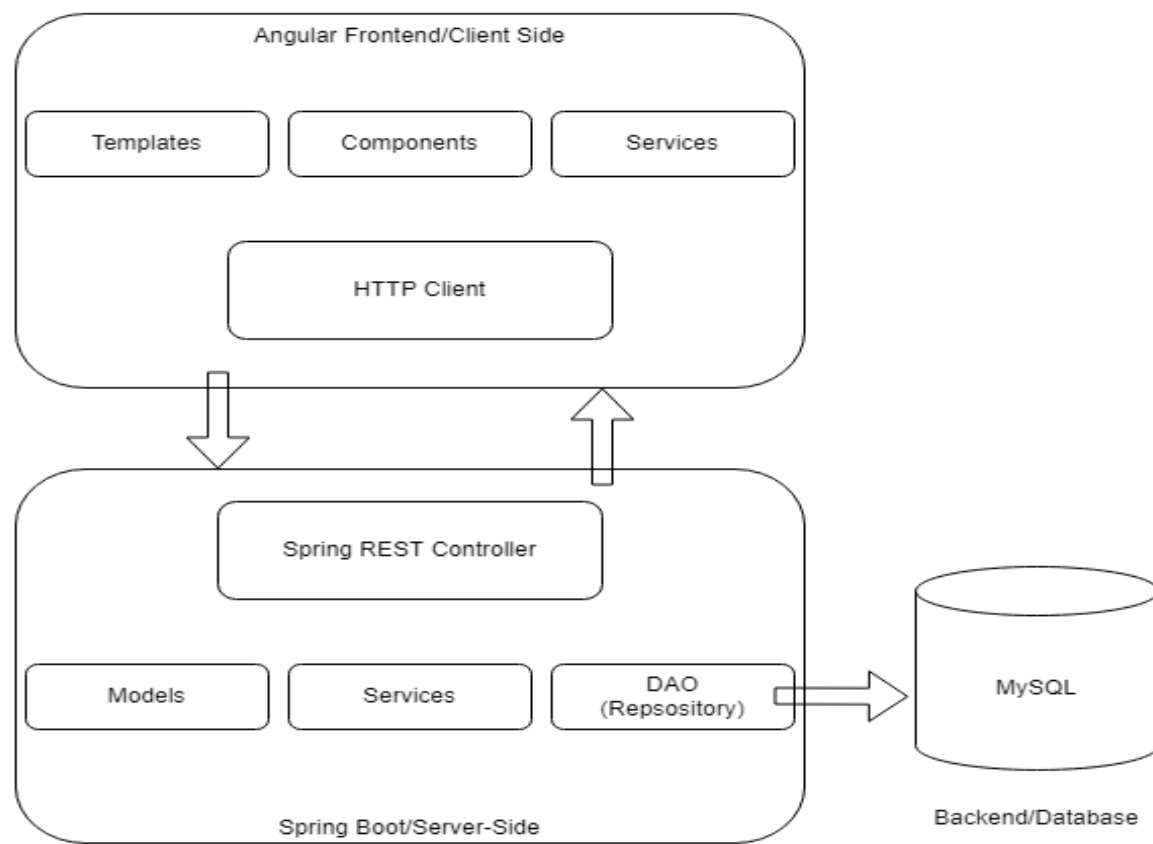 Angular Frontend/Client Side
Templates
Components
Services
HTTP Client
Spring REST Controller
Models
Services
DAO
(Repsository)
MySQL
Spring Boot/Server-Side
Backend/Database